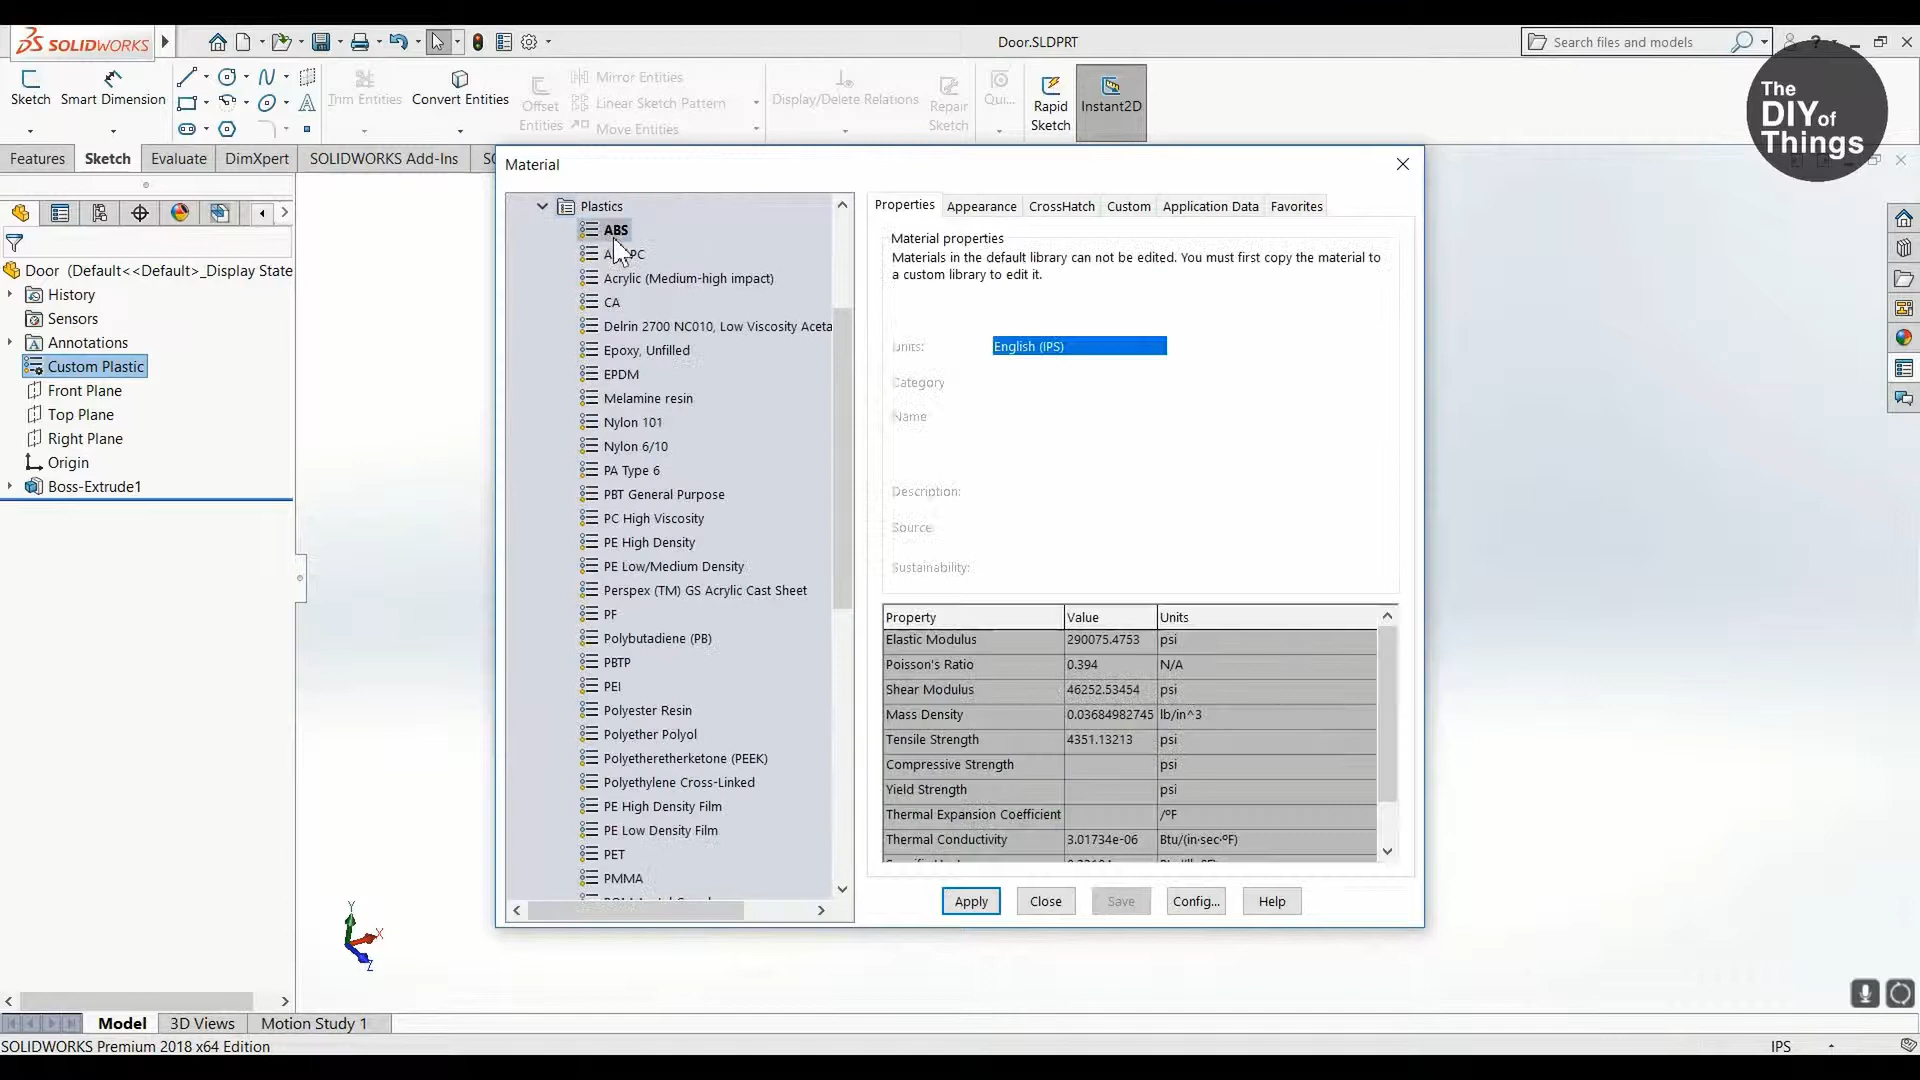 SOLIDWORKS
Door.SLDPRT
Search files and models
?
The
DIY of
Things
Sketch
Smart Dimension
Trim Entities
Convert Entities
Offset
Entities
Mirror Entities
Linear Sketch Pattern
Move Entities
Display/Delete Relations
Repair
Sketch
Qui...
Rapid
Sketch
Instant2D
Features
Sketch
Evaluate
DimXpert
SOLIDWORKS Add-Ins
Door (Default<<Default>_Display State
History
Sensors
Annotations
Custom Plastic
Front Plane
Top Plane
Right Plane
Origin
Boss-Extrude1
Material
Plastics
ABS
Acrylic (Medium-high impact)
CA
Delrin 2700 NC010, Low Viscosity Aceta
Epoxy, Unfilled
EPDM
Melamine resin
Nylon 101
Nylon 6/10
PA Type 6
PBT General Purpose
PC High Viscosity
PE High Density
PE Low/Medium Density
Perspex (TM) GS Acrylic Cast Sheet
PF
Polybutadiene (PB)
PBTP
PEI
Polyester Resin
Polyether Polyol
Polyetheretherketone (PEEK)
Polyethylene Cross-Linked
PE High Density Film
PE Low Density Film
PET
PMMA
Properties Appearance CrossHatch Custom Application Data Favorites
Material properties
Materials in the default library can not be edited. You must first copy the material to
a custom library to edit it.
Units: English (IPS)
Category
Name
Description:
Source
Sustainability:
Property Value Units
Elastic Modulus 290075.4753 psi
Poisson's Ratio 0.394 N/A
Shear Modulus 46252.53454 psi
Mass Density 0.03684982745 lb/in^3
Tensile Strength 4351.13213 psi
Compressive Strength psi
Yield Strength psi
Thermal Expansion Coefficient /ºF
Thermal Conductivity 3.01734e-06 Btu/(in·sec·ºF)
Apply Close Save Config... Help
Y
X
Z
Model 3D Views Motion Study 1
SOLIDWORKS Premium 2018 x64 Edition
IPS